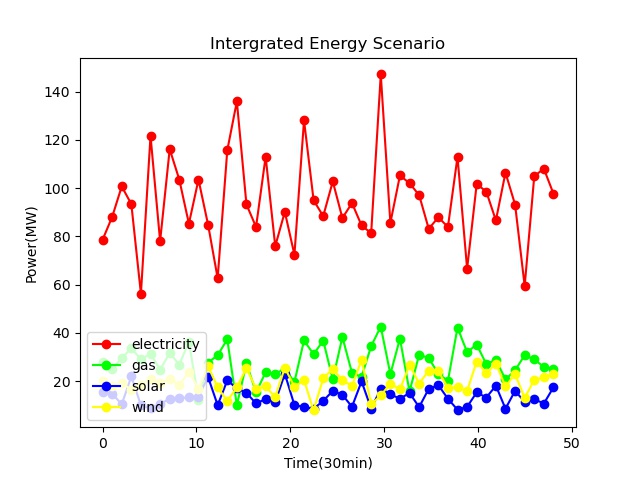 Intergrated Energy Scenario
Power(MW)
140
120
100
80
60
40
20
electricity
gas
solar
wind
0
10
20
30
40
50
Time(30min)